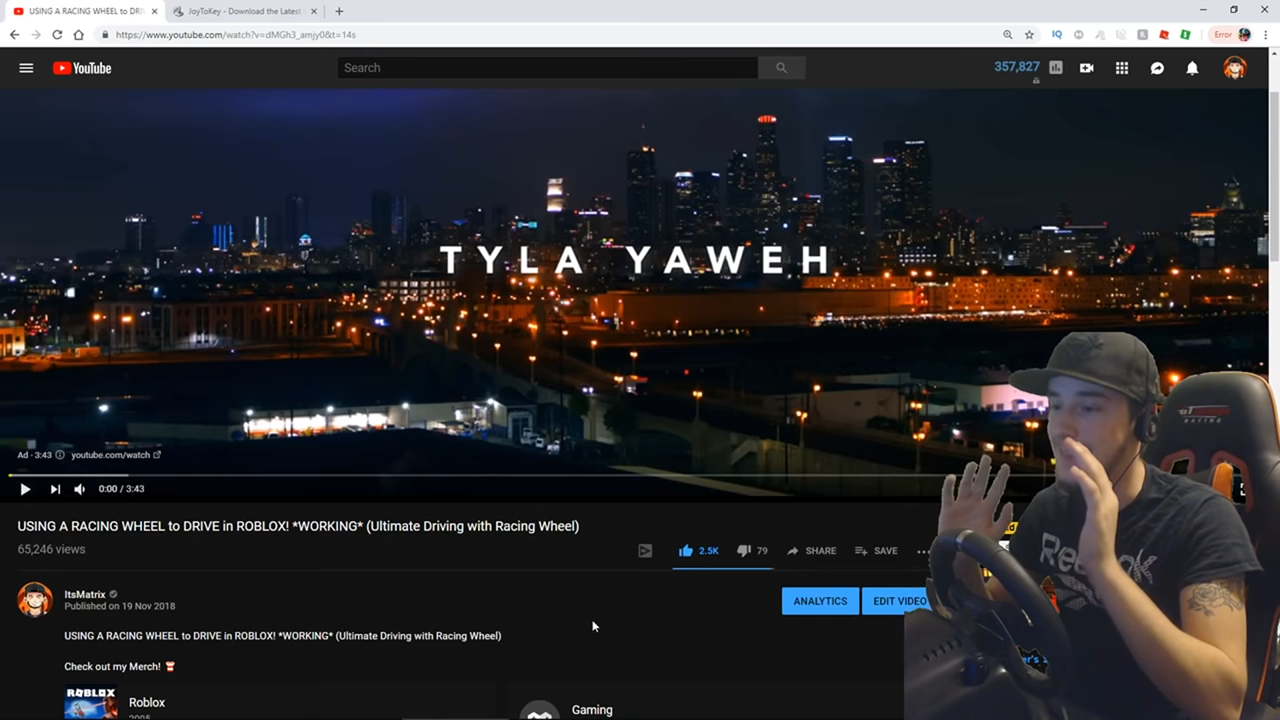 USING A RACING WHEEL to DRI
JoyToKey - Download the Latest
https://www.youtube.com/watch?v=dMGh3_amjy0&t=14s
Error
YouTube
Search
357,827
TYLA YAWEH
Ad · 3:43 youtube.com/watch
0:00 / 3:43
USING A RACING WHEEL to DRIVE in ROBLOX! *WORKING* (Ultimate Driving with Racing Wheel)
65,246 views
2.5K
79
SHARE
SAVE
ItsMatrix
Published on 19 Nov 2018
ANALYTICS
EDIT VIDEO
USING A RACING WHEEL to DRIVE in ROBLOX! *WORKING* (Ultimate Driving with Racing Wheel)
Check out my Merch!
ROBLOX
Roblox
2005
Gaming
Reebok
RACING